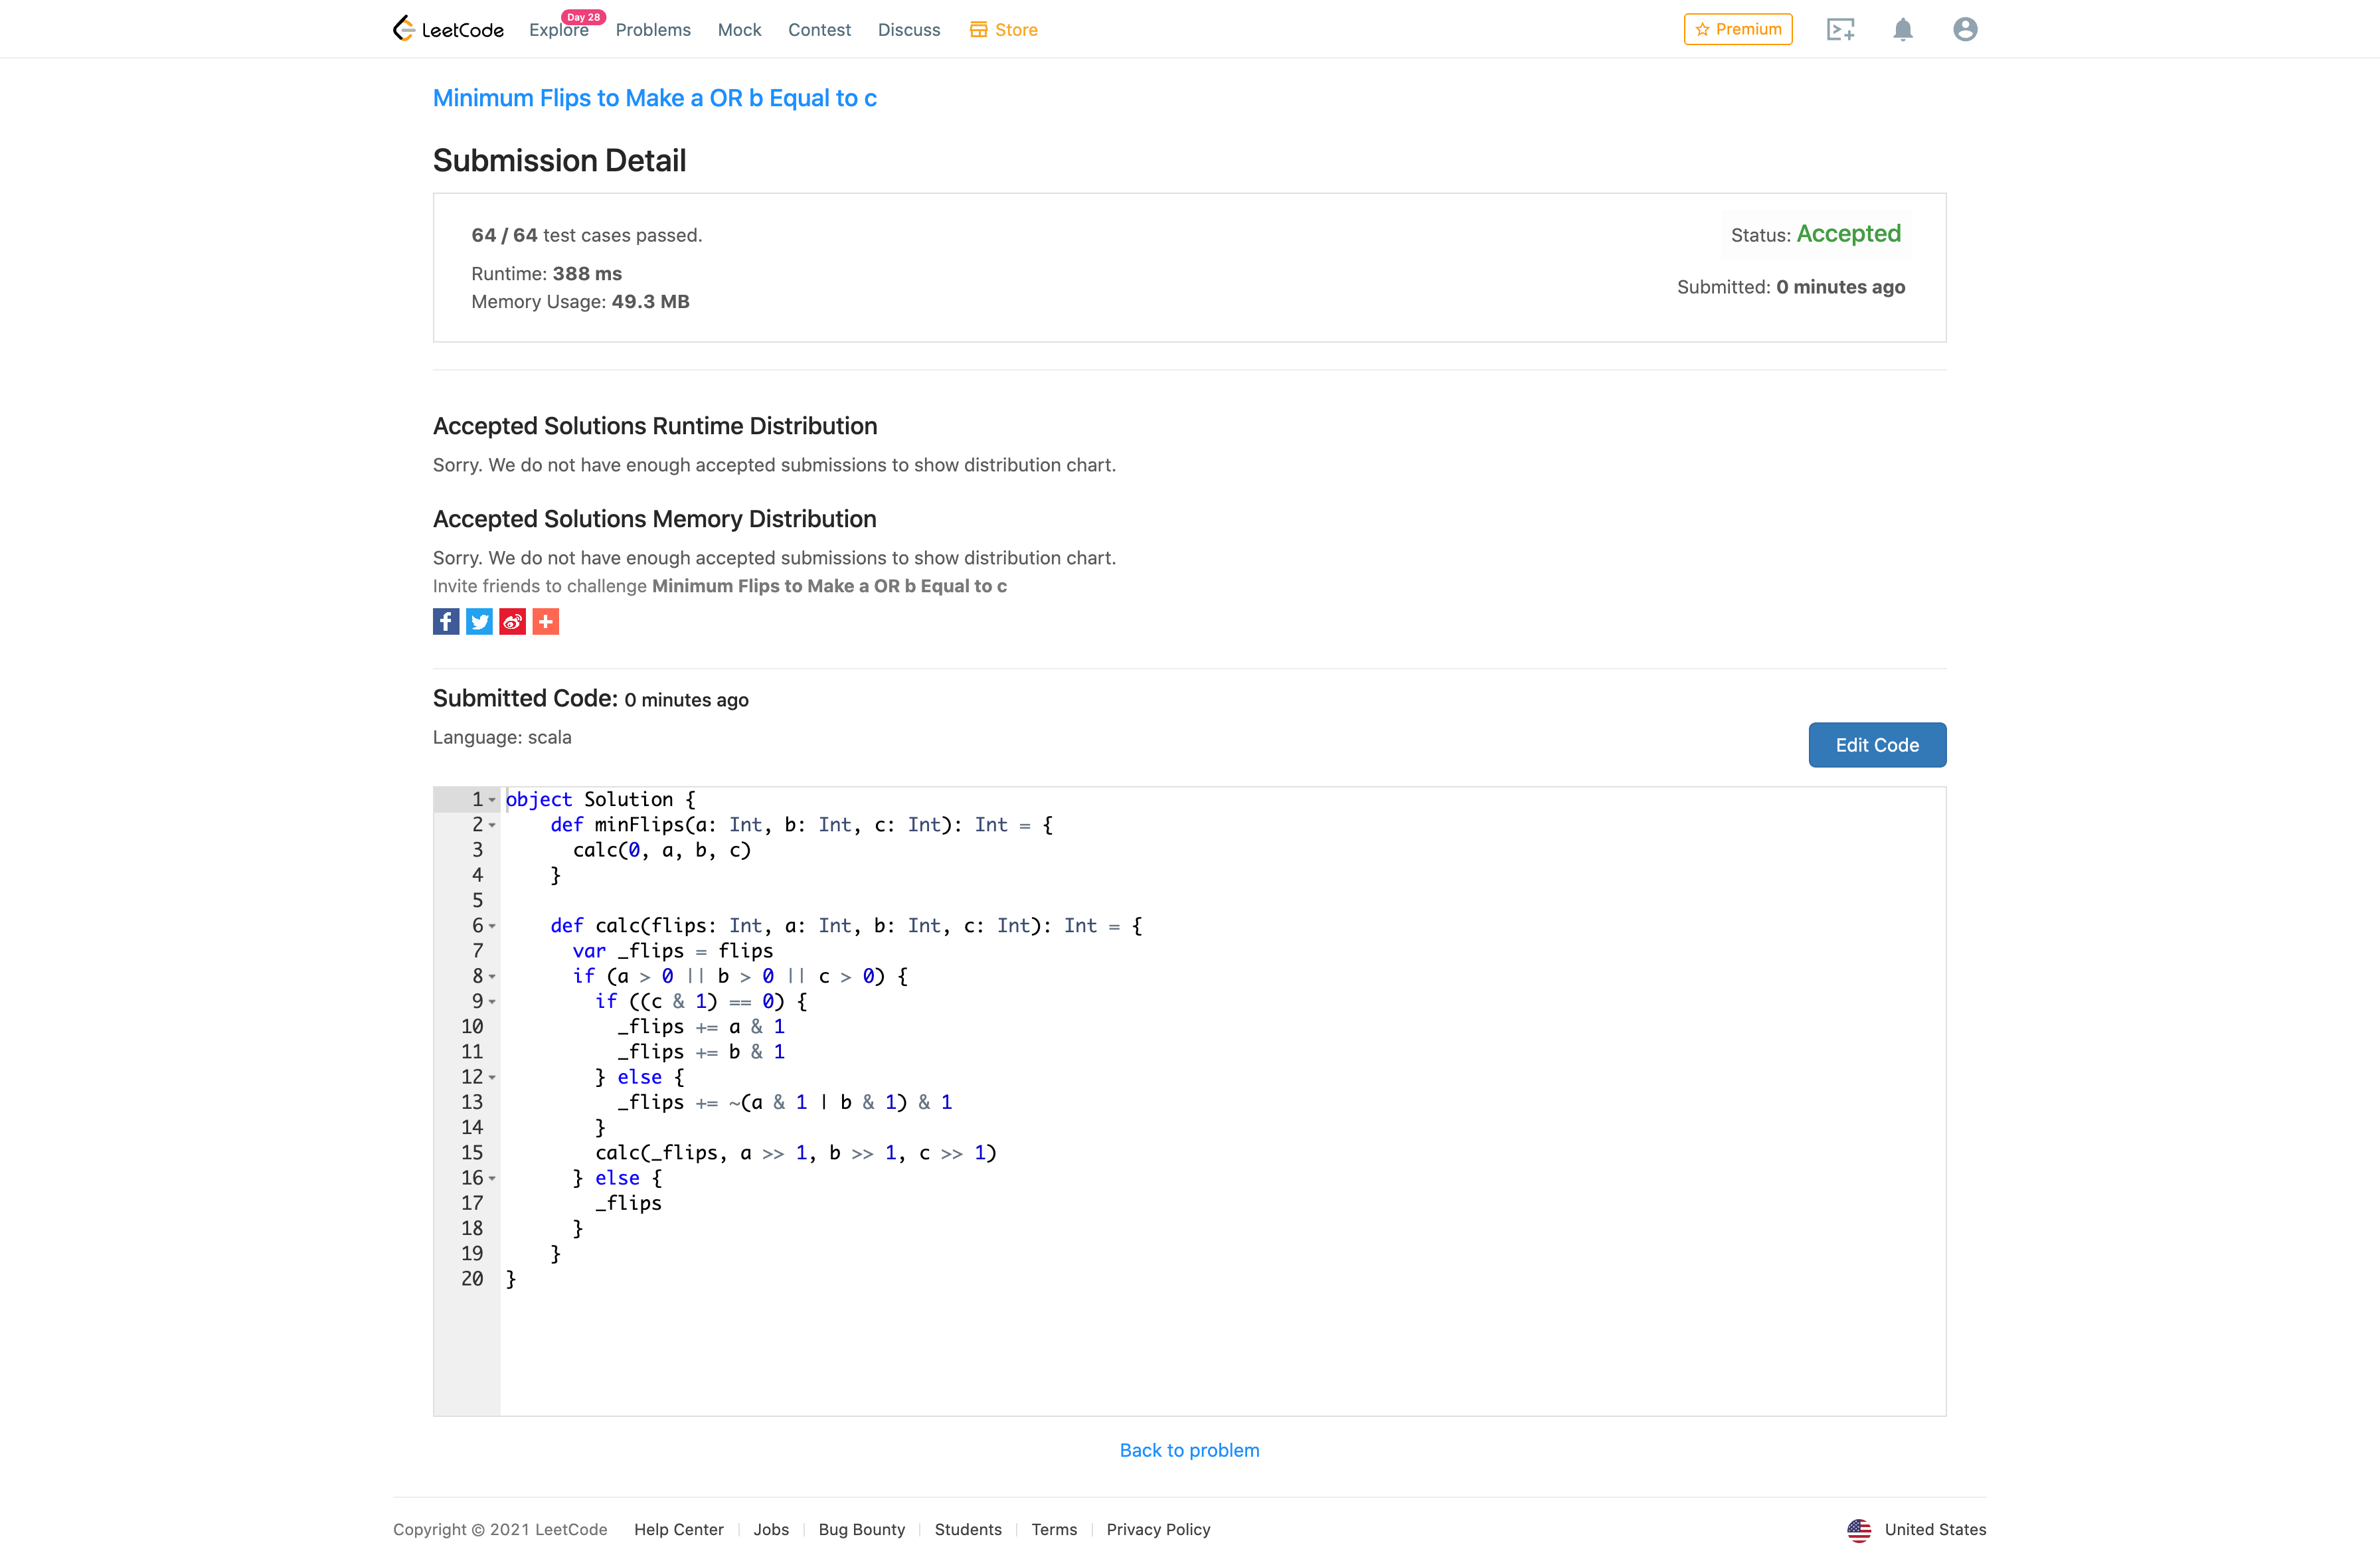 LeetCode Explore Day 28 Problems Mock Contest Discuss Store Premium
Minimum Flips to Make a OR b Equal to c
Submission Detail
64 / 64 test cases passed. Status: Accepted
Runtime: 388 ms
Memory Usage: 49.3 MB Submitted: 0 minutes ago
Accepted Solutions Runtime Distribution
Sorry. We do not have enough accepted submissions to show distribution chart.
Accepted Solutions Memory Distribution
Sorry. We do not have enough accepted submissions to show distribution chart.
Invite friends to challenge Minimum Flips to Make a OR b Equal to c
Submitted Code: 0 minutes ago
Language: scala Edit Code
1 object Solution {
2     def minFlips(a: Int, b: Int, c: Int): Int = {
3       calc(0, a, b, c)
4     }
5
6     def calc(flips: Int, a: Int, b: Int, c: Int): Int = {
7       var _flips = flips
8       if (a > 0 || b > 0 || c > 0) {
9         if ((c & 1) == 0) {
10           _flips += a & 1
11           _flips += b & 1
12         } else {
13           _flips += ~(a & 1 | b & 1) & 1
14         }
15         calc(_flips, a >> 1, b >> 1, c >> 1)
16       } else {
17         _flips
18       }
19     }
20 }
Back to problem
Copyright © 2021 LeetCode Help Center Jobs Bug Bounty Students Terms Privacy Policy United States